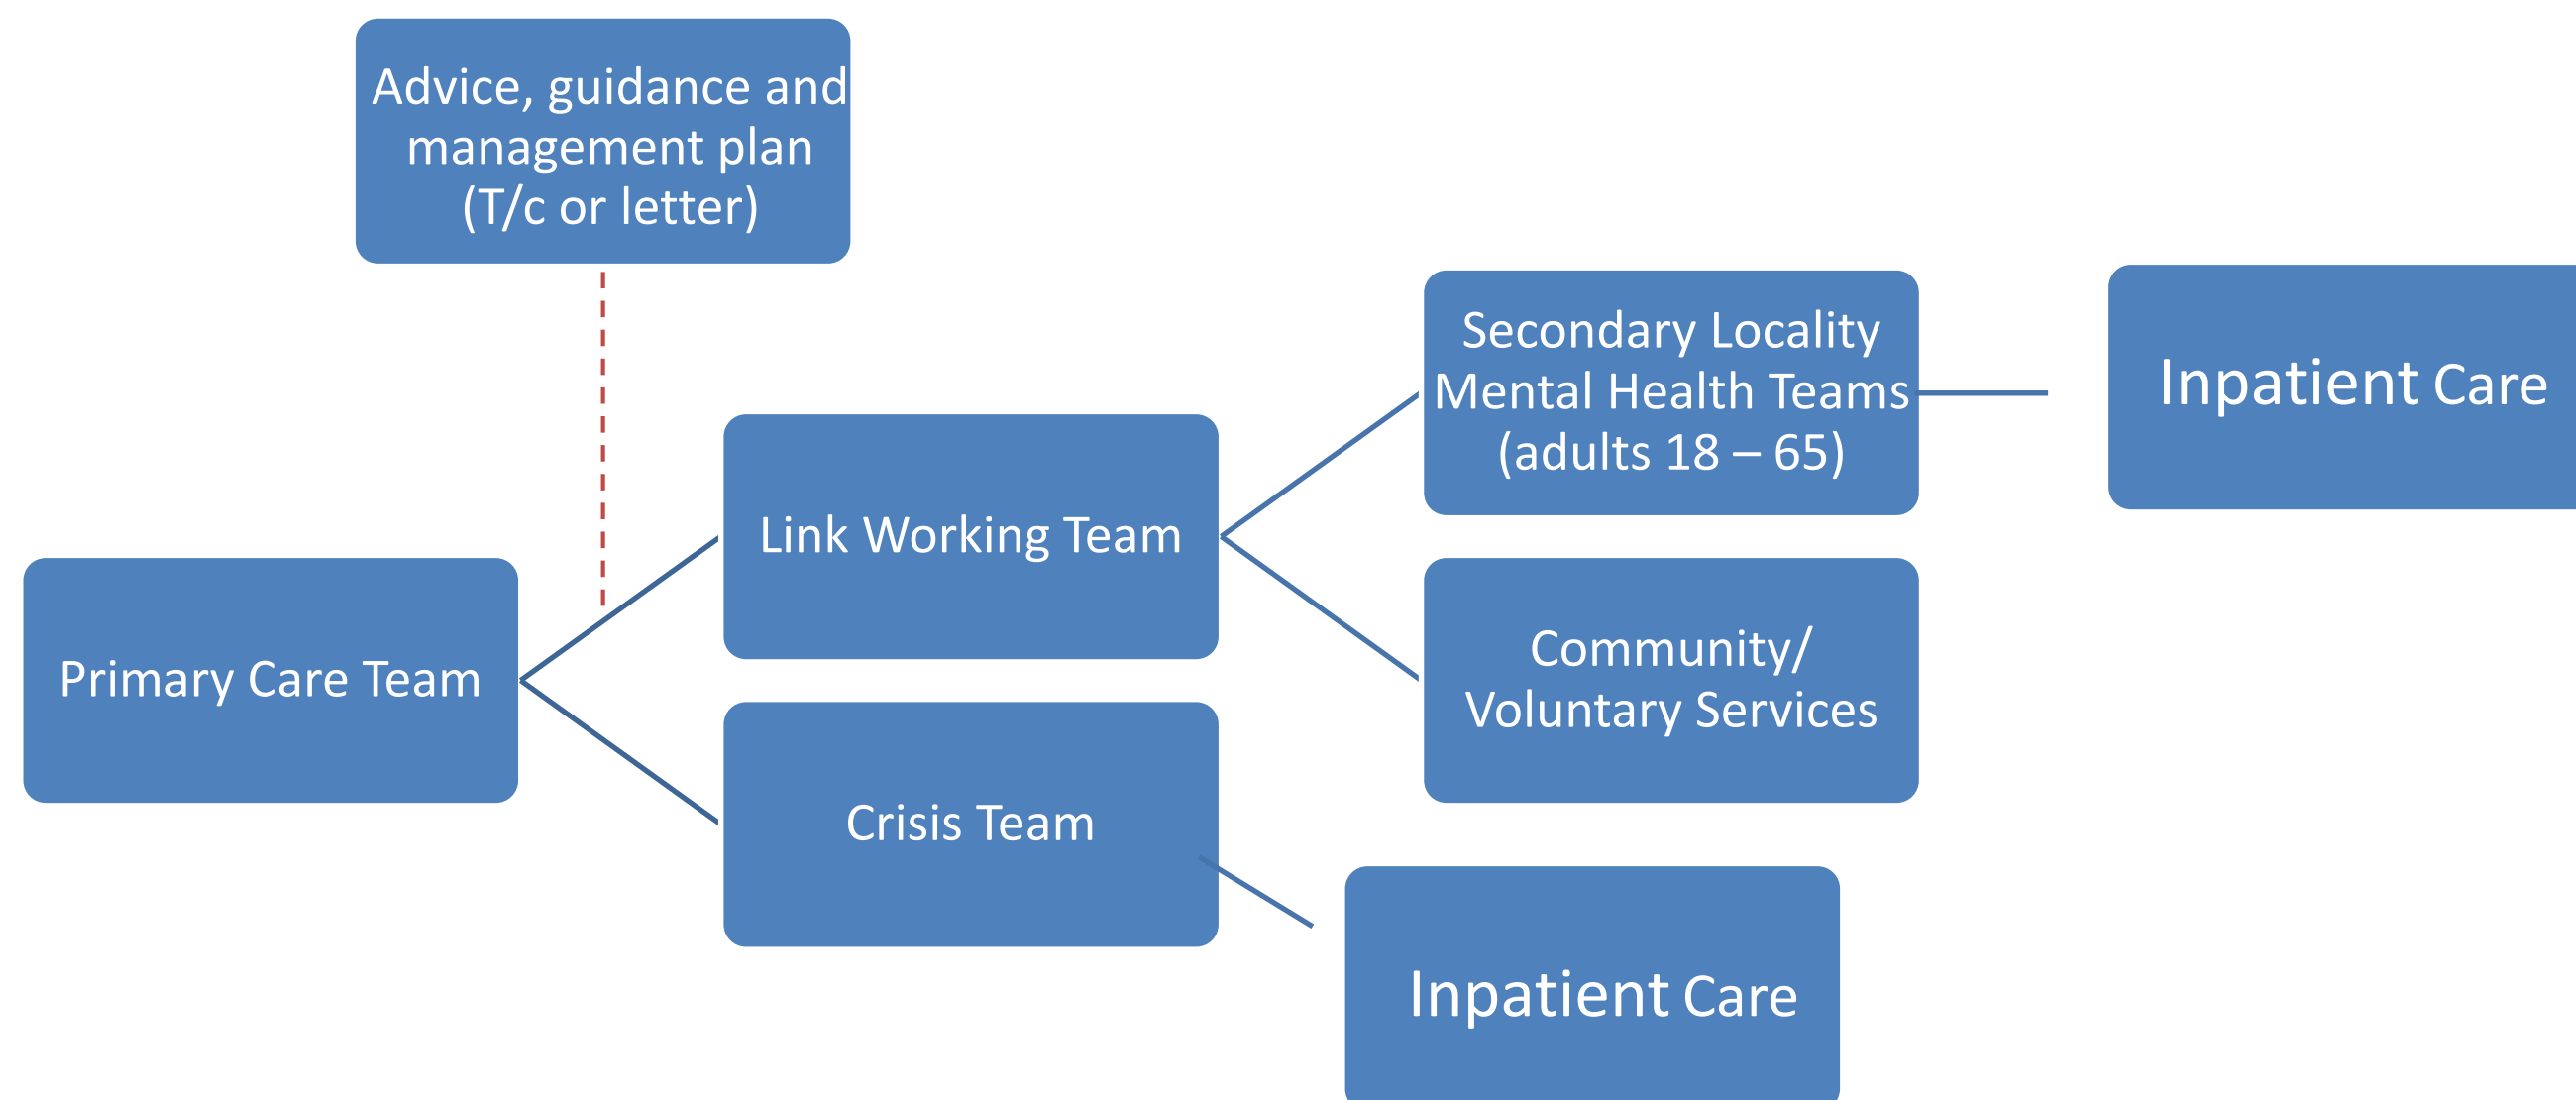 Advice, guidance and
management plan
(T/c or letter)
Secondary Locality
Mental Health Teams
(adults 18 – 65)
Inpatient Care
Link Working Team
Primary Care Team
Community/
Voluntary Services
Crisis Team
Inpatient Care